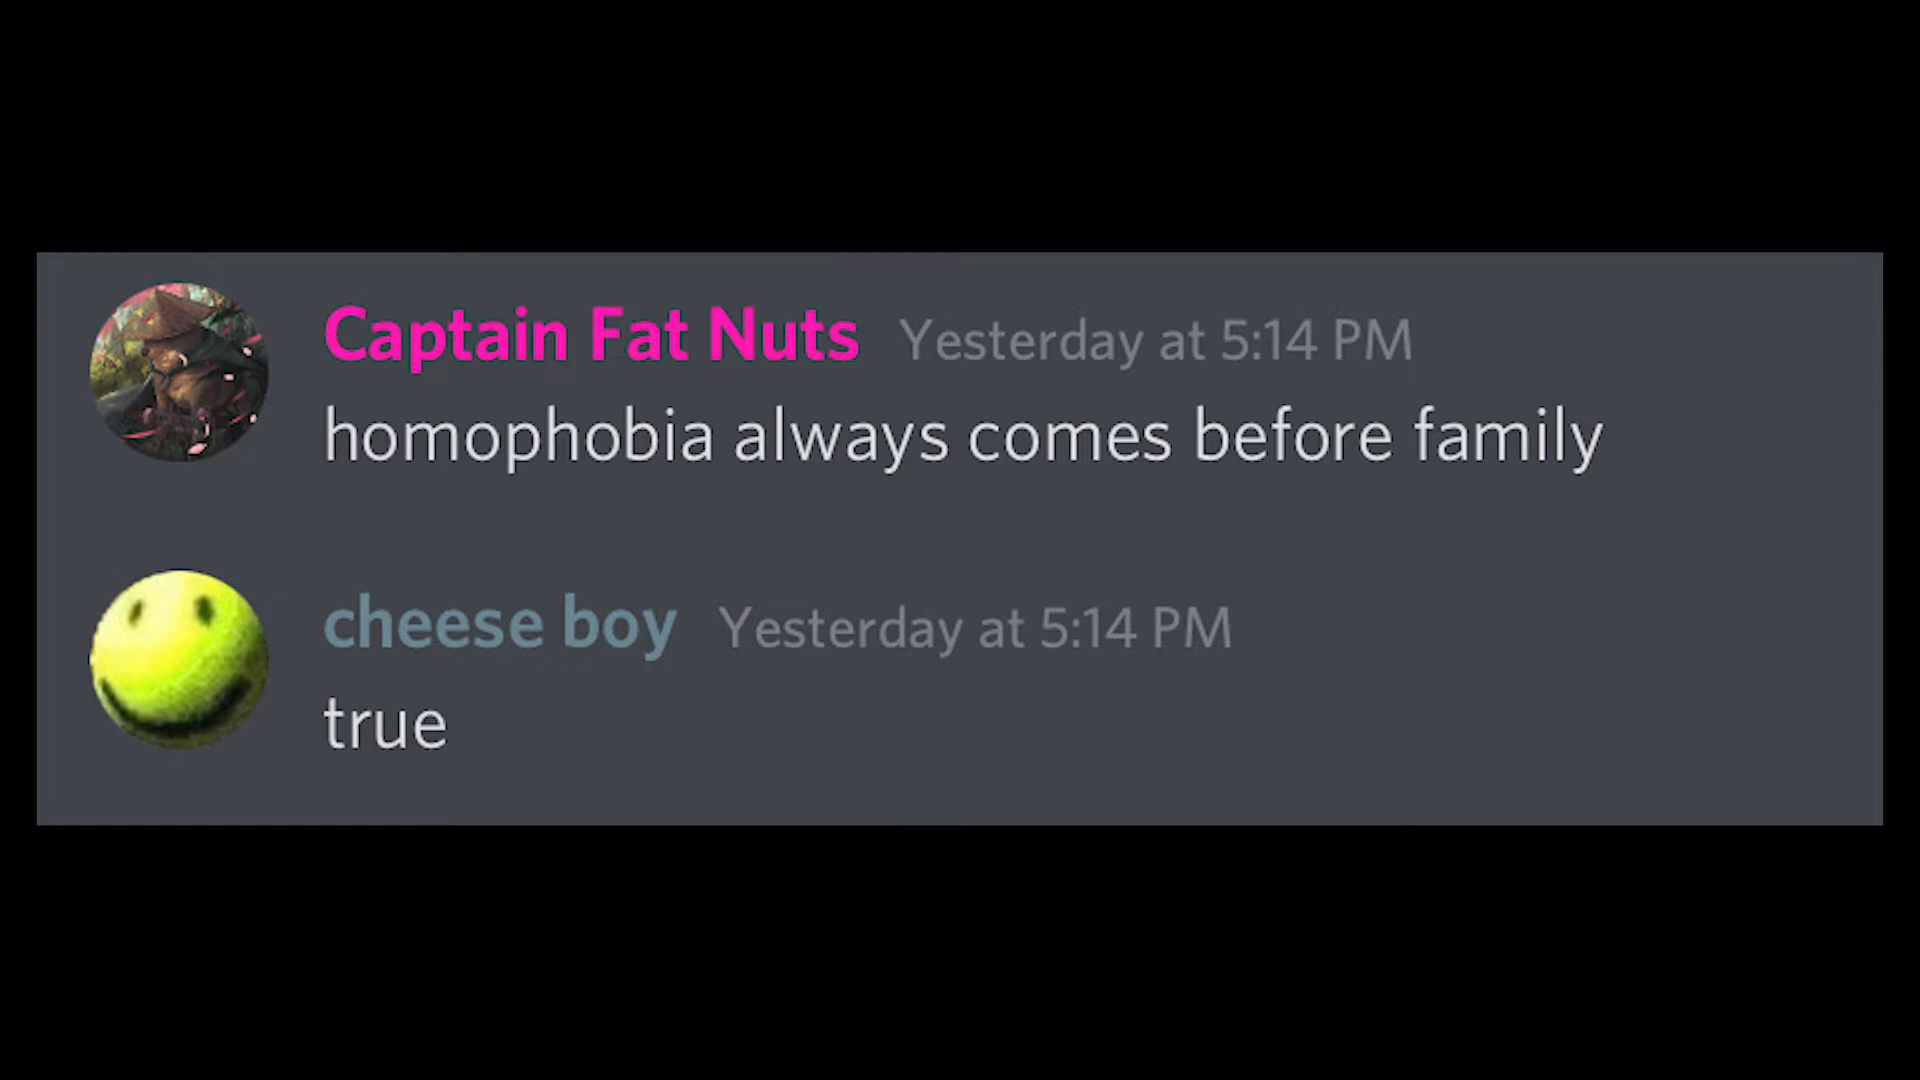 Captain Fat Nuts Yesterday at 5:14 PM
homophobia always comes before family
cheese boy Yesterday at 5:14 PM
true